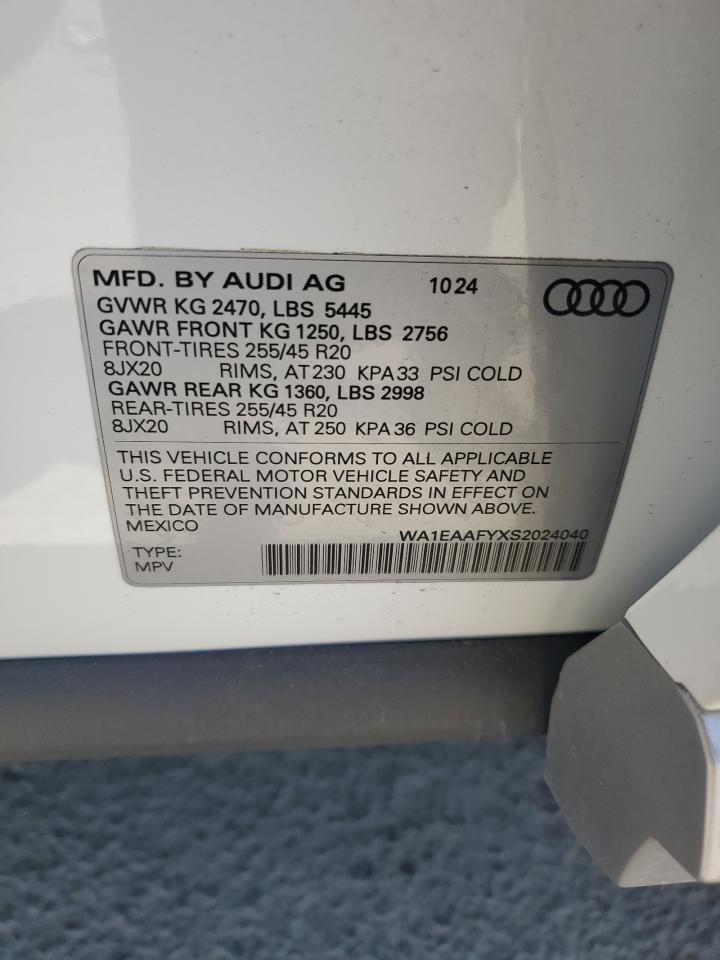 MFD. BY AUDI AG 1024
GVWR KG 2470, LBS 5445
GAWR FRONT KG 1250, LBS 2756
FRONT-TIRES 255/45 R20
8JX20 RIMS, AT 230 KPA 33 PSI COLD
GAWR REAR KG 1360, LBS 2998
REAR-TIRES 255/45 R20
8JX20 RIMS, AT 250 KPA 36 PSI COLD
THIS VEHICLE CONFORMS TO ALL APPLICABLE
U.S. FEDERAL MOTOR VEHICLE SAFETY AND
THEFT PREVENTION STANDARDS IN EFFECT ON
THE DATE OF MANUFACTURE SHOWN ABOVE.
MEXICO
WA1EAAFYXS2024040
TYPE:
MPV